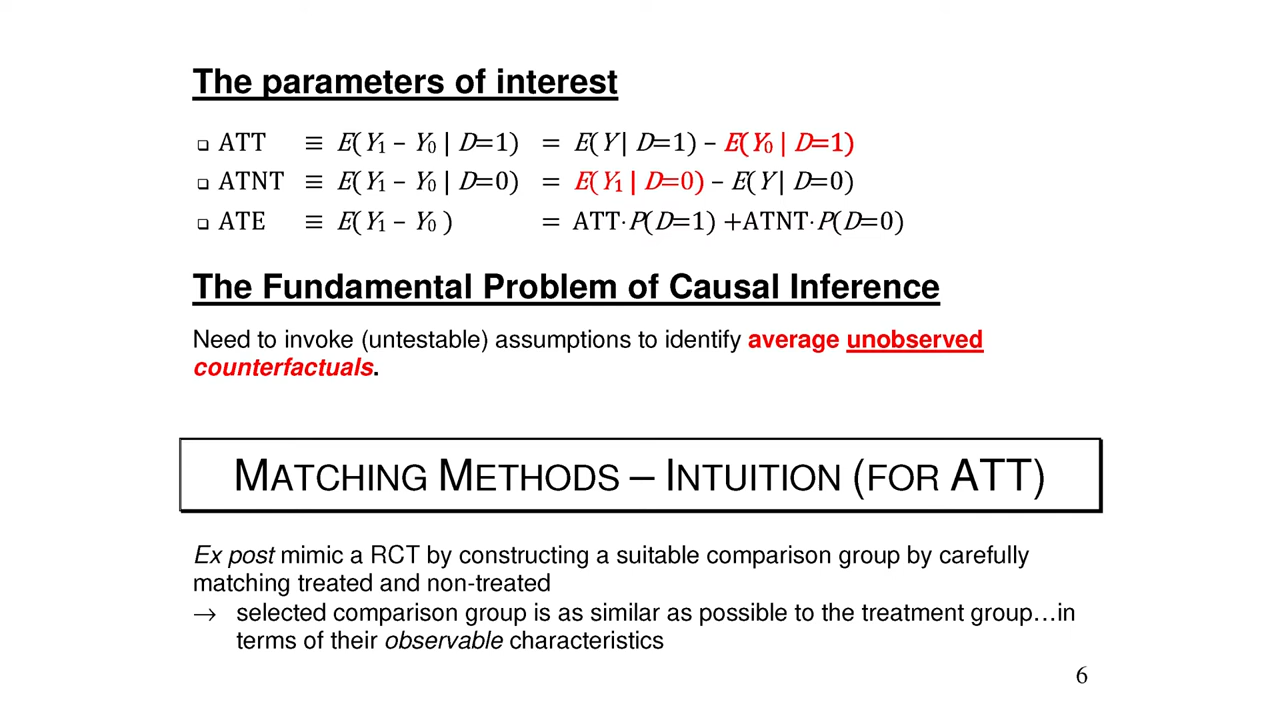 The parameters of interest
❑ ATT ≡ E(Y₁ – Y₀ | D=1) = E(Y | D=1) – E(Y₀ | D=1)
❑ ATNT ≡ E(Y₁ – Y₀ | D=0) = E(Y₁ | D=0) – E(Y | D=0)
❑ ATE ≡ E(Y₁ – Y₀ ) = ATT·P(D=1) +ATNT·P(D=0)
The Fundamental Problem of Causal Inference
Need to invoke (untestable) assumptions to identify average unobserved
counterfactuals.
MATCHING METHODS – INTUITION (FOR ATT)
Ex post mimic a RCT by constructing a suitable comparison group by carefully
matching treated and non-treated
→ selected comparison group is as similar as possible to the treatment group…in
terms of their observable characteristics
6